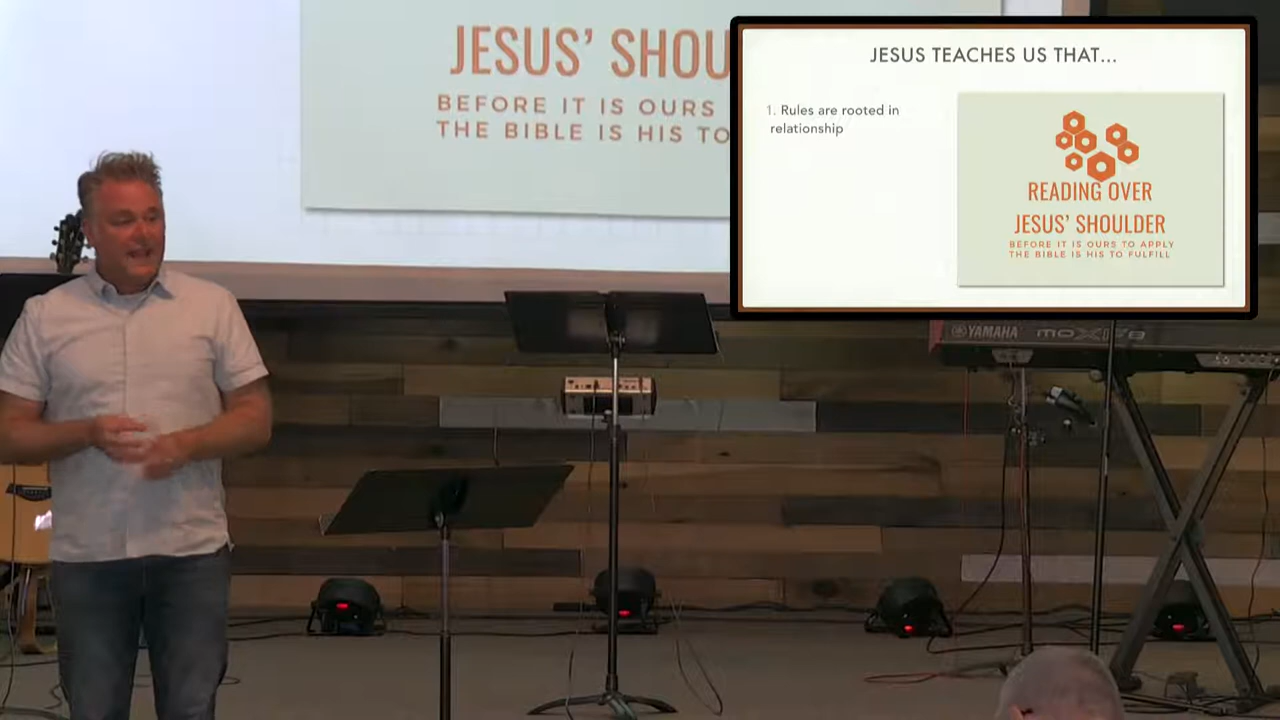 JESUS' SHOU
BEFORE IT IS OURS
THE BIBLE IS HIS TO
JESUS TEACHES US THAT...
1. Rules are rooted in
relationship
READING OVER
JESUS' SHOULDER
BEFORE IT IS OURS TO APPLY
THE BIBLE IS HIS TO FULFILL
YAMAHA MOXF8